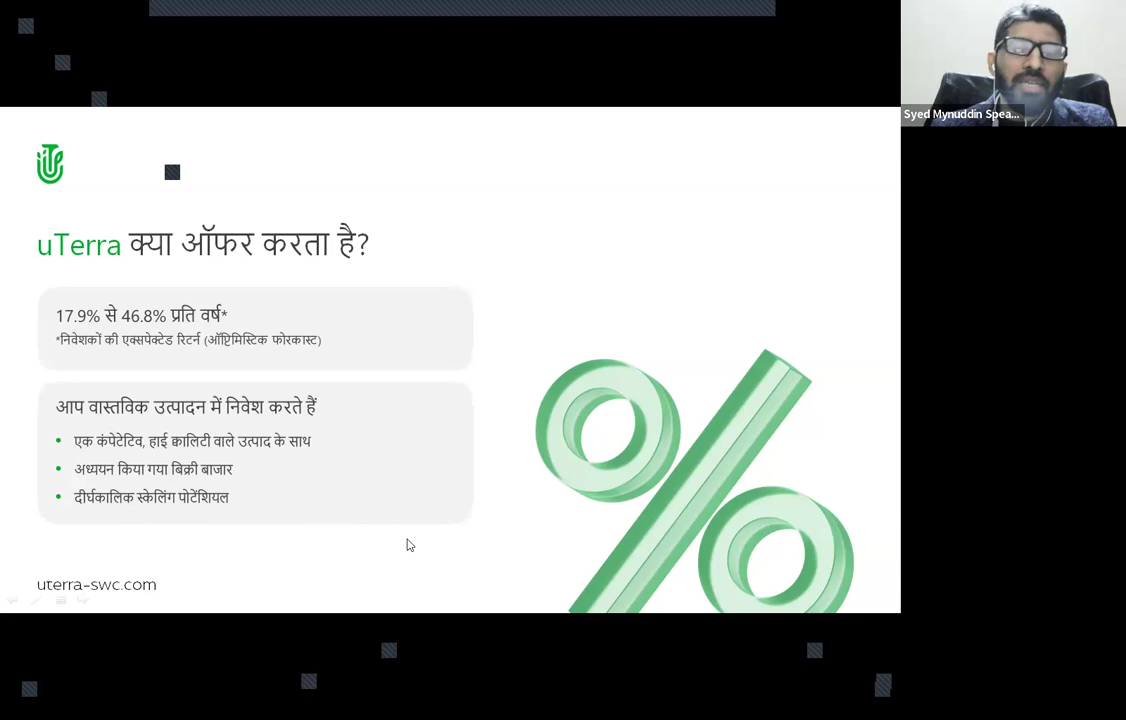 Syed Mynuddin Spea...
uTerra क्या ऑफर करता है?
17.9% से 46.8% प्रति वर्ष*
*निवेशकों की एक्सपेक्टेड रिटर्न (ऑप्टिमिस्टिक फोरकास्ट)
आप वास्तविक उत्पादन में निवेश करते हैं
• एक कंपेटेटिव, हाई क्वालिटी वाले उत्पाद के साथ
• अध्ययन किया गया बिक्री बाजार
• दीर्घकालिक स्केलिंग पोटेंशियल
uterra-swc.com